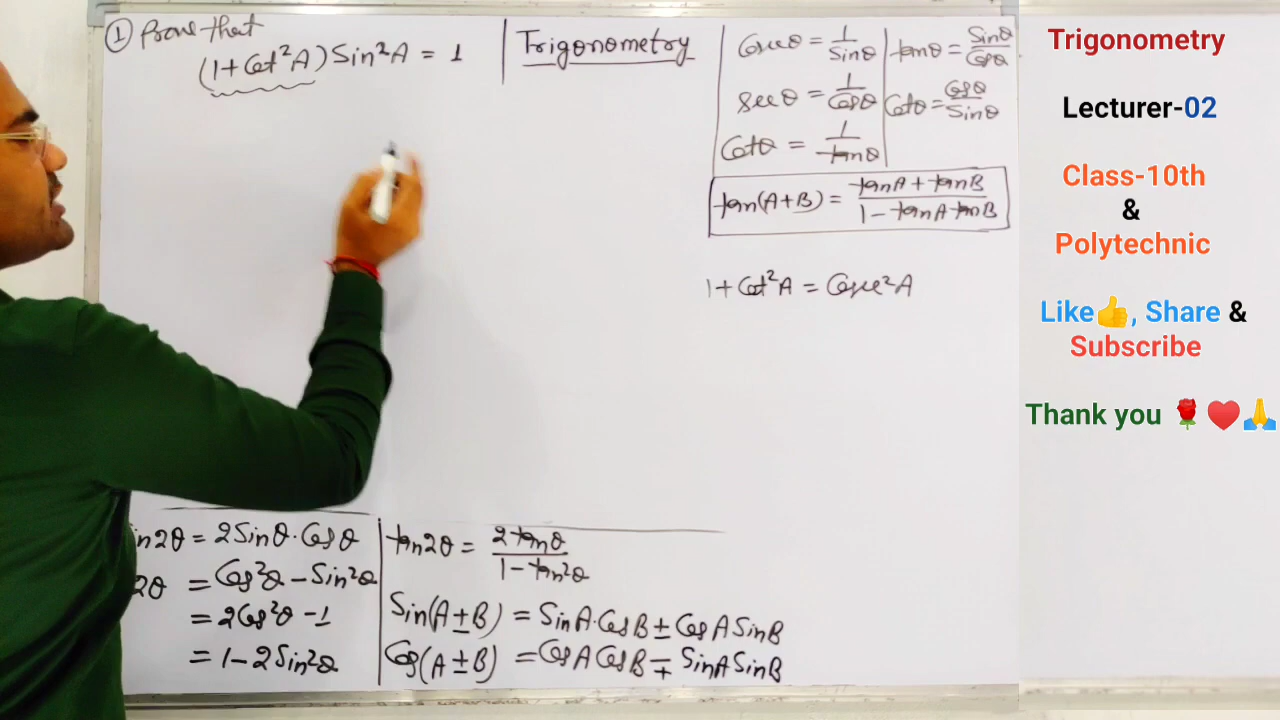 ① Prove that
(1+Cot²A)Sin²A = 1
Trigonometry
Cosecθ = 1/Sinθ
secθ = 1/Cosθ
Cotθ = 1/tanθ
tanθ = Sinθ/Cosθ
Cotθ = Cosθ/Sinθ
tan(A+B) = tanA + tanB / 1 - tanA tanB
1 + Cot²A = Cosec²A
in2θ = 2Sinθ·Cosθ
2θ = Cos²θ - Sin²θ
= 2Cos²θ - 1
= 1 - 2Sin²θ
tan2θ = 2tanθ / 1 - tan²θ
Sin(A±B) = SinA·CosB ± CosA SinB
Cos(A±B) = CosA CosB ∓ SinA SinB
Trigonometry
Lecturer-02
Class-10th
&
Polytechnic
Like👍, Share &
Subscribe
Thank you 🌹♥️🙏